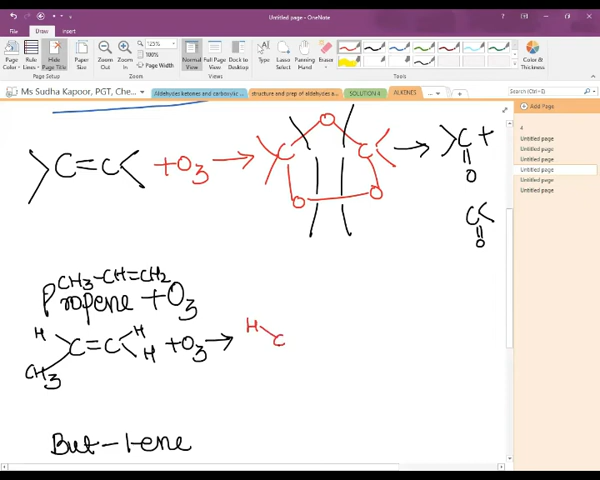 Untitled page - OneNote
File Draw Insert
Page Color Rule Lines Hide Page Title Paper Size Zoom Out Zoom In 125% 100% Page Width Normal View Full Page View Dock to Desktop Type Lasso Select Panning Hand Eraser Color & Thickness
Page Setup Zoom Views Tools
Ms Sudha Kapoor, PGT, Che... Aldehydes ketones and carboxylic structure and prep of aldehydes a... SOLUTION 4 ALKENES Search (Ctrl+E)
Add Page
4
Untitled page
Untitled page
Untitled page
Untitled page
Untitled page
Untitled page
C=C +O3 → C O C O O → C=O +
C=O
CH3-CH=CH2
Propene +O3
H CH3 C=C H H +O3 → H C
But-1-ene